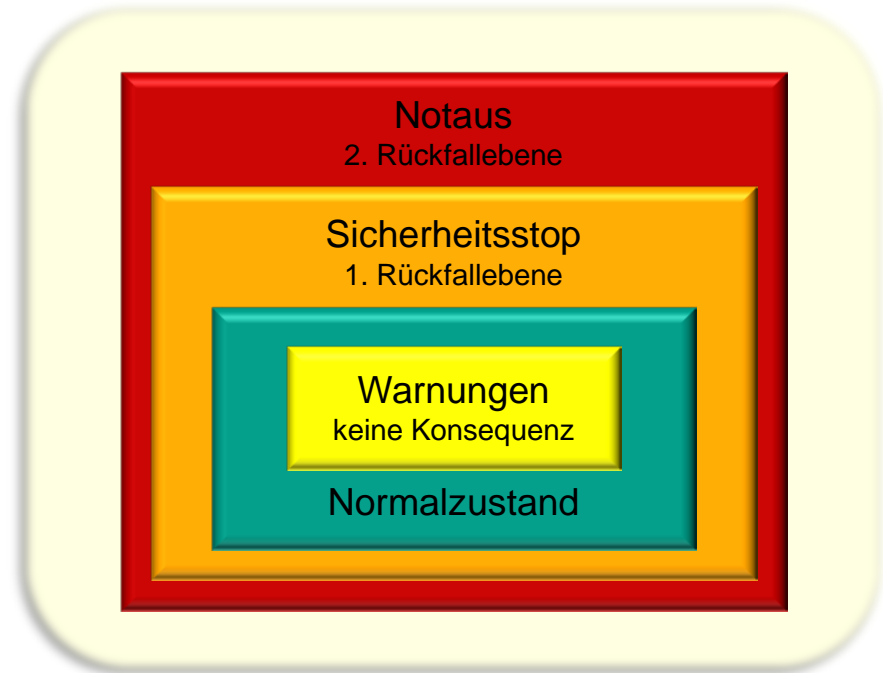 Notaus
2. Rückfallebene
Sicherheitsstop
1. Rückfallebene
Warnungen
keine Konsequenz
Normalzustand